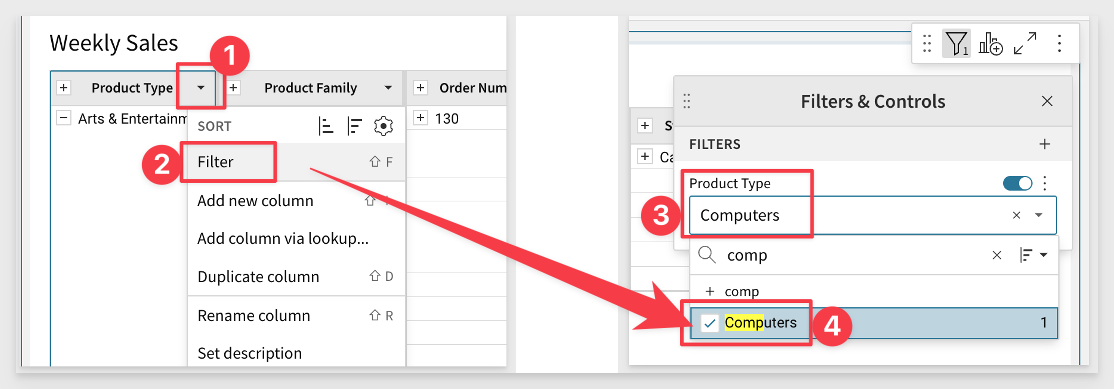 Weekly Sales
1
Product Type
Product Family
Order Num
Arts & Entertainm
130
SORT
2
Filter
F
Add new column
Add column via lookup...
Duplicate column
D
Rename column
R
Set description
1
Filters & Controls
FILTERS
Product Type
3
Computers
comp
comp
Computers
1
4
S
Ca